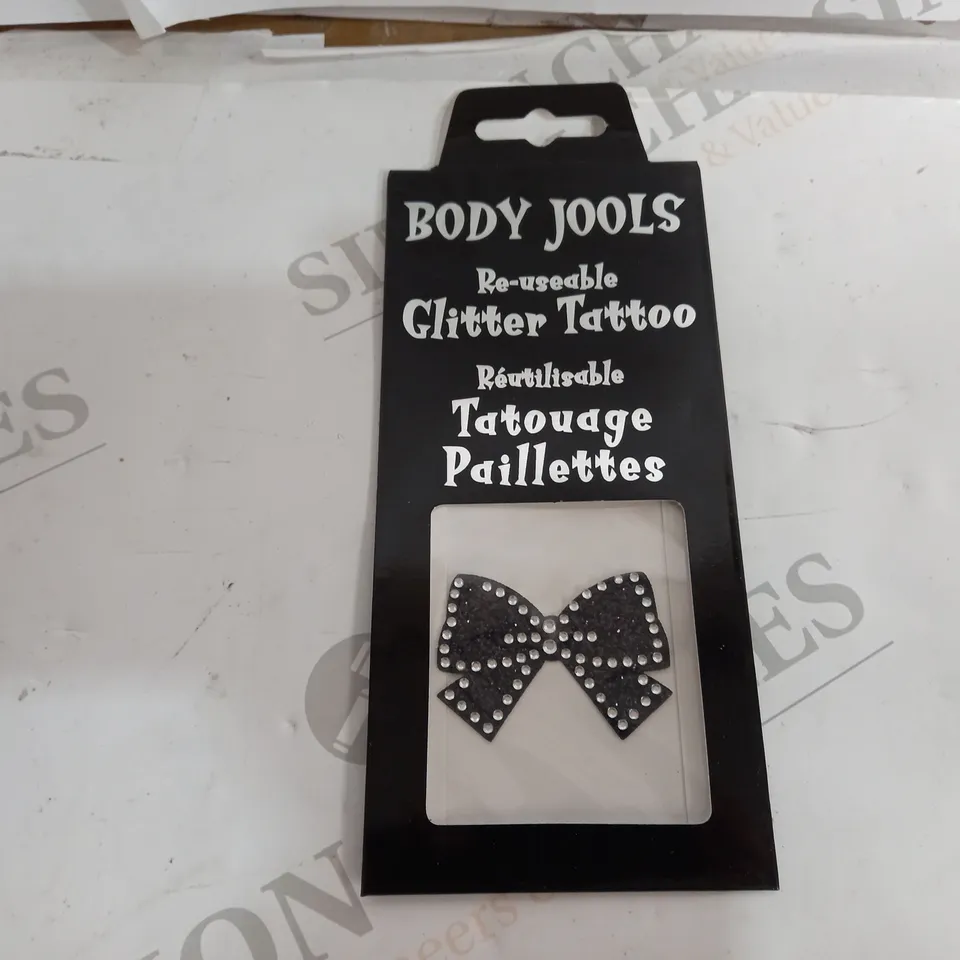 BODY JOOLS
Re-useable
Glitter Tattoo
Réutilisable
Tatouage
Paillettes